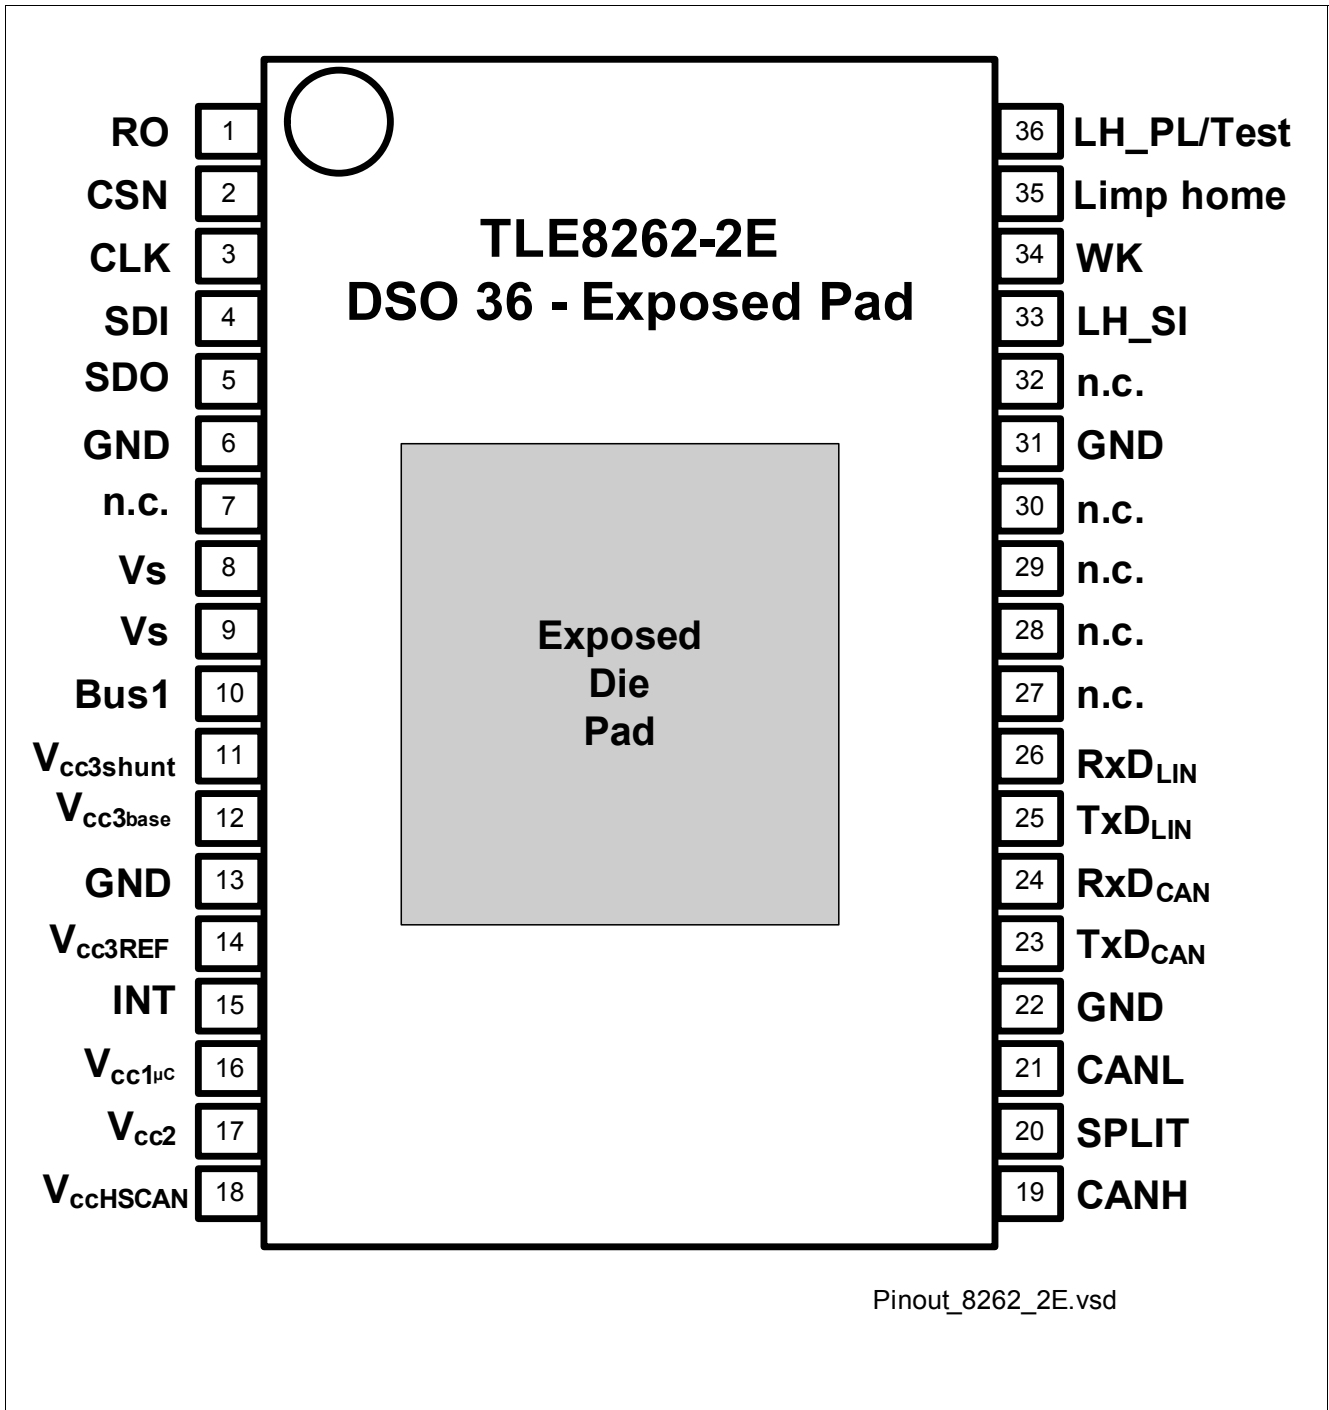 TLE8262-2E
DSO 36 - Exposed Pad
RO 1
CSN 2
CLK 3
SDI 4
SDO 5
GND 6
n.c. 7
Vs 8
Vs 9
Bus1 10
Vcc3shunt 11
Vcc3base 12
GND 13
Vcc3REF 14
INT 15
Vcc1µC 16
Vcc2 17
VccHSCAN 18
36 LH_PL/Test
35 Limp home
34 WK
33 LH_SI
32 n.c.
31 GND
30 n.c.
29 n.c.
28 n.c.
27 n.c.
26 RxDLIN
25 TxDLIN
24 RxDCAN
23 TxDCAN
22 GND
21 CANL
20 SPLIT
19 CANH
Exposed
Die
Pad
Pinout_8262_2E.vsd